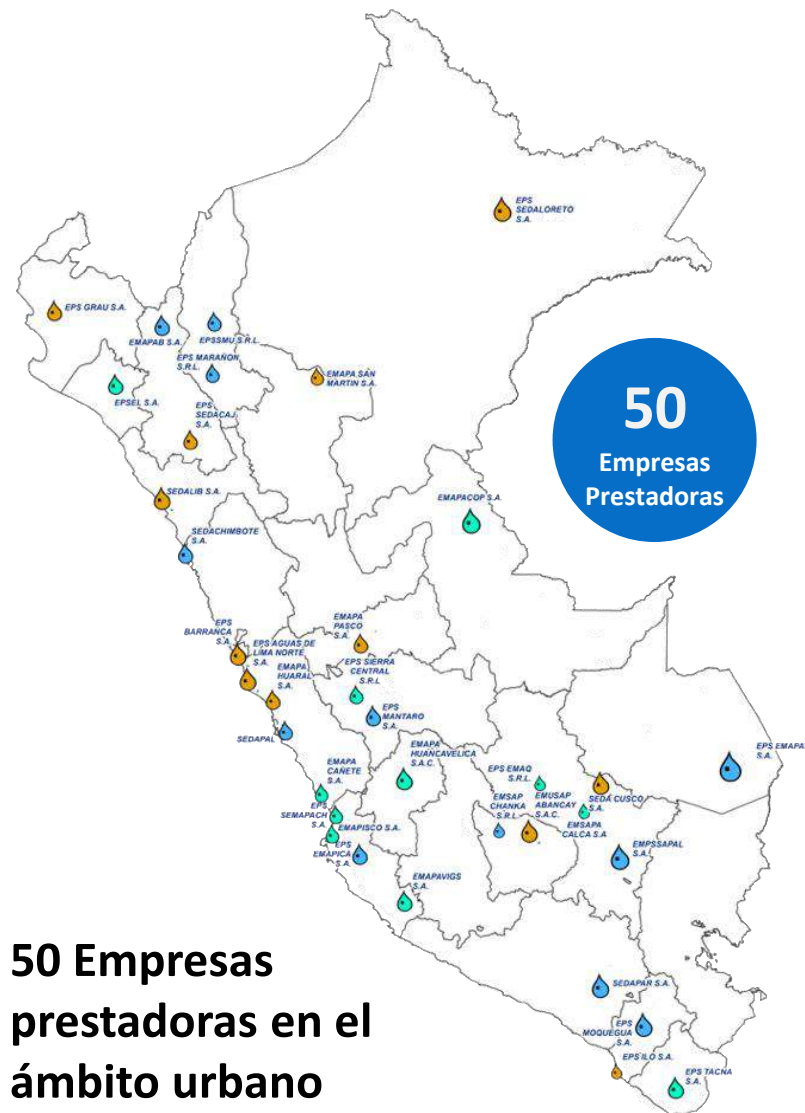 EPS
SEDALORETO
S.A.
EPS GRAU S.A.
EMAPAB S.A.
EPSSMU S.R.L.
EPS MARAÑON
S.R.L.
EMAPA SAN
MARTIN S.A.
EPSEL S.A.
EPS
SEDACAJ
S.A.
50
Empresas
Prestadoras
SEDALIB S.A.
EMAPACOP S.A.
SEDACHIMBOTE
S.A.
EPS
BARRANCA
S.A.
EMAPA
PASCO
S.A.
EPS AGUAS DE
LIMA NORTE
S.A.
EPS SIERRA
CENTRAL
S.R.L
EMAPA
HUARAL
S.A.
EPS
MANTARO
S.A.
SEDAPAL
EMAPA
HUANCAVELICA
S.A.C.
EPS EMAPA
S.A.
EMAPA
CAÑETE
S.A.
EPS EMAQ
S.R.L.
EMUSAP
ABANCAY
S.A.C.
SEDA CUSCO
S.A.
EPS
SEMAPACH
S.A.
EMSAP
CHANKA
S.R.L.
EMSAPA
CALCA S.A
EMAPISCO S.A.
EPS
EMAPICA
S.A.
EMPSSAPAL
S.A.
EMAPAVIGS
S.A.
SEDAPAR S.A.
EPS
MOQUEGUA
S.A.
EPS ILO S.A.
EPS TACNA
S.A.
50 Empresas
prestadoras en el
ámbito urbano